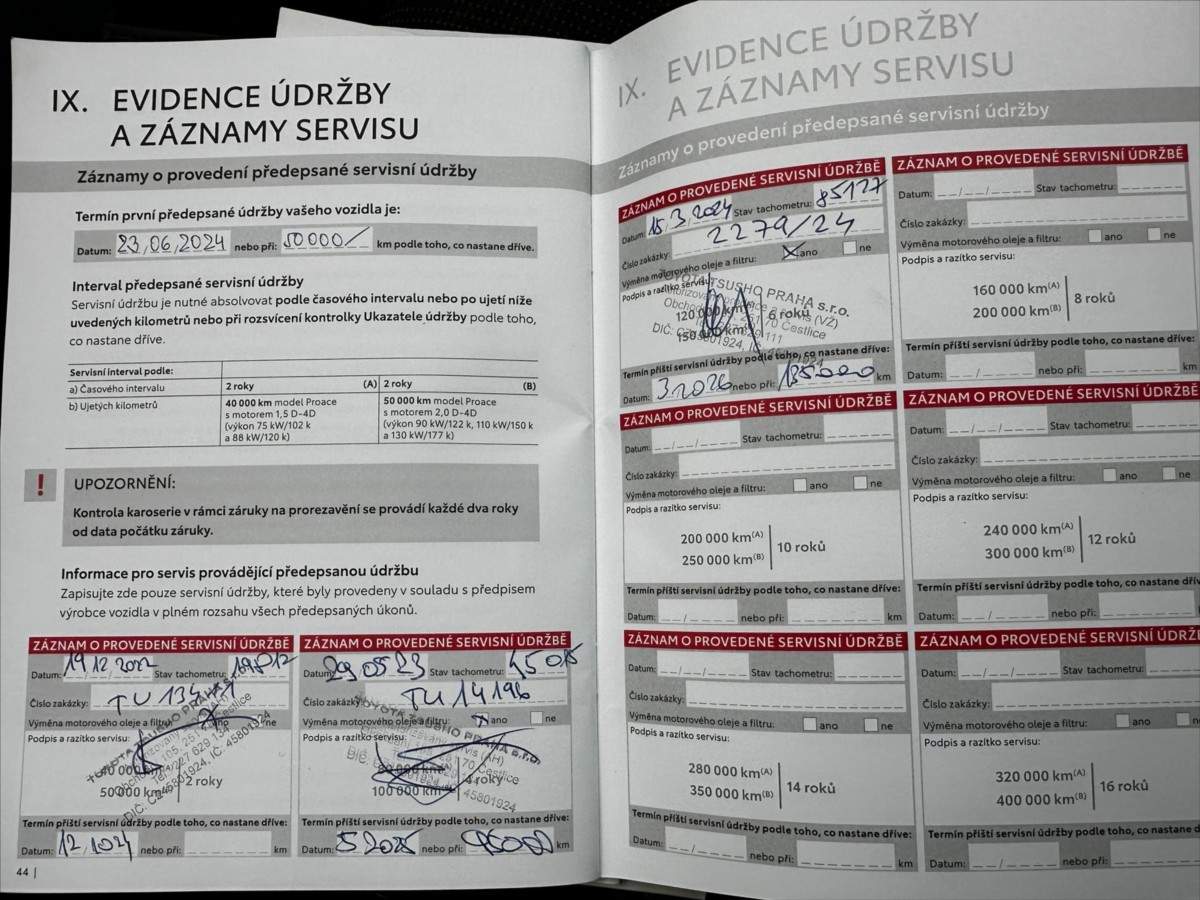 IX. EVIDENCE ÚDRŽBY
A ZÁZNAMY SERVISU
Záznamy o provedení předepsané servisní údržby
Termín první předepsané údržby vašeho vozidla je:
Datum: 23,06,2024 nebo při: 50 000/ km podle toho, co nastane dříve.
Interval předepsané servisní údržby
Servisní údržbu je nutné absolvovat podle časového intervalu nebo po ujetí níže
uvedených kilometrů nebo při rozsvícení kontrolky Ukazatele údržby podle toho,
co nastane dříve.
Servisní interval podle:
a) Časového intervalu 2 roky (A) 2 roky (B)
b) Ujetých kilometrů 40 000 km model Proace 50 000 km model Proace
s motorem 1,5 D-4D s motorem 2,0 D-4D
(výkon 75 kW/102 k (výkon 90 kW/122 k, 110 kW/150 k
a 88 kW/120 k) a 130 kW/177 k)
! UPOZORNĚNÍ:
Kontrola karoserie v rámci záruky na prorezavění se provádí každé dva roky
od data počátku záruky.
Informace pro servis provádějící předepsanou údržbu
Zapisujte zde pouze servisní údržby, které byly provedeny v souladu s předpisem
výrobce vozidla v plném rozsahu všech předepsaných úkonů.
ZÁZNAM O PROVEDENÉ SERVISNÍ ÚDRŽBĚ
Datum: 19 12 2022 Stav tachometru:
Číslo zakázky: TU
Výměna motorového oleje a filtru ne
Podpis a razítko servisu:
50 000 km 2 roky
Termín příští servisní údržby podle toho, co nastane dříve:
Datum: 12,2024 nebo při: km
ZÁZNAM O PROVEDENÉ SERVISNÍ ÚDRŽBĚ
Datum: 29 05 23 Stav tachometru: 45 015
Číslo zakázky: TU 14196
Výměna motorového oleje a filtru: ano ne
Podpis a razítko servisu:
TOYOTA TSUSHO PRAHA s.r.o.
80 000 km 4 roky
100 000 km
45801924
Termín příští servisní údržby podle toho, co nastane dříve:
Datum: 5 2025 nebo při: 95000 km
44 |
IX. EVIDENCE ÚDRŽBY
A ZÁZNAMY SERVISU
Záznamy o provedení předepsané servisní údržby
ZÁZNAM O PROVEDENÉ SERVISNÍ ÚDRŽBĚ
Datum: 15,3,2024 Stav tachometru: 85127
Číslo zakázky: 2279/24
Výměna motorového oleje a filtru: ano ne
Podpis a razítko servisu:
TOYOTA TSUSHO PRAHA s.r.o.
120 000 km 6 roků
150 000 km
Termín příští servisní údržby podle toho, co nastane dříve:
Datum: 3.2026 nebo při: 135000 km
ZÁZNAM O PROVEDENÉ SERVISNÍ ÚDRŽBĚ
Datum: Stav tachometru:
Číslo zakázky:
Výměna motorového oleje a filtru: ano ne
Podpis a razítko servisu:
160 000 km(A)
200 000 km(B) 8 roků
Termín příští servisní údržby podle toho, co nastane dříve:
Datum: nebo při: km
ZÁZNAM O PROVEDENÉ SERVISNÍ ÚDRŽBĚ
Datum: Stav tachometru:
Číslo zakázky:
Výměna motorového oleje a filtru: ano ne
Podpis a razítko servisu:
200 000 km(A)
250 000 km(B) 10 roků
Termín příští servisní údržby podle toho, co nastane dříve:
Datum: nebo při: km
ZÁZNAM O PROVEDENÉ SERVISNÍ ÚDRŽBĚ
Datum: Stav tachometru:
Číslo zakázky:
Výměna motorového oleje a filtru: ano ne
Podpis a razítko servisu:
240 000 km(A)
300 000 km(B) 12 roků
Termín příští servisní údržby podle toho, co nastane dříve
Datum: nebo při:
ZÁZNAM O PROVEDENÉ SERVISNÍ ÚDRŽBĚ
Datum: Stav tachometru:
Číslo zakázky:
Výměna motorového oleje a filtru: ano ne
Podpis a razítko servisu:
280 000 km(A)
350 000 km(B) 14 roků
Termín příští servisní údržby podle toho, co nastane dříve:
Datum: nebo při: km
ZÁZNAM O PROVEDENÉ SERVISNÍ
Datum: Stav tachometru:
Číslo zakázky:
Výměna motorového oleje a filtru: ano
Podpis a razítko servisu:
320 000 km(A)
400 000 km(B) 16 roků
Termín příští servisní údržby podle toho, co nastane
Datum: nebo při: